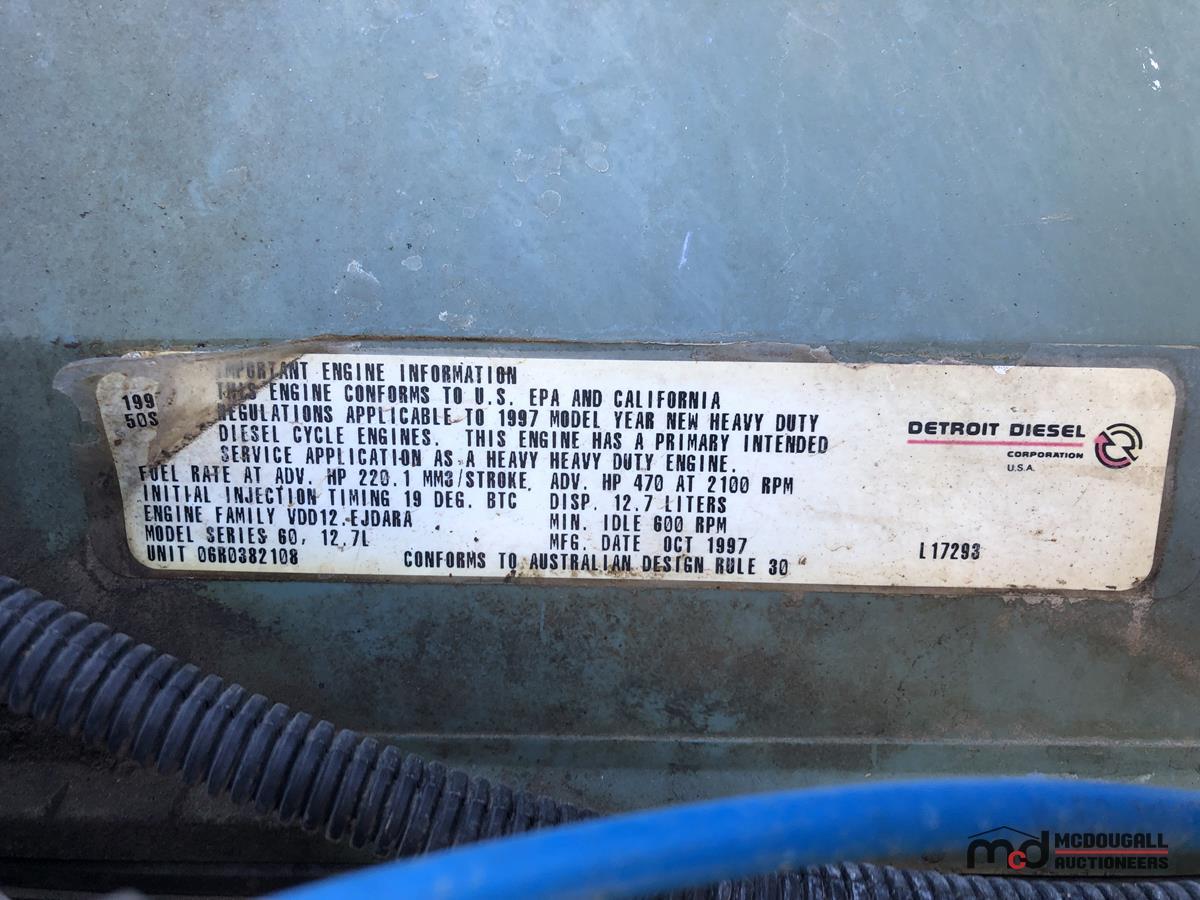 IMPORTANT ENGINE INFORMATION
199 THIS ENGINE CONFORMS TO U.S. EPA AND CALIFORNIA
50S REGULATIONS APPLICABLE TO 1997 MODEL YEAR NEW HEAVY DUTY
DIESEL CYCLE ENGINES. THIS ENGINE HAS A PRIMARY INTENDED
SERVICE APPLICATION AS A HEAVY HEAVY DUTY ENGINE.
FUEL RATE AT ADV. HP 220.1 MM3/STROKE. ADV. HP 470 AT 2100 RPM
INITIAL INJECTION TIMING 19 DEG. BTC DISP. 12.7 LITERS
ENGINE FAMILY VDD12.EJDARA MIN. IDLE 600 RPM
MODEL SERIES 60, 12.7L MFG. DATE OCT 1997
UNIT 06R0382108 CONFORMS TO AUSTRALIAN DESIGN RULE 30
DETROIT DIESEL
CORPORATION
U.S.A.
L17293
mcd MCDOUGALL
AUCTIONEERS